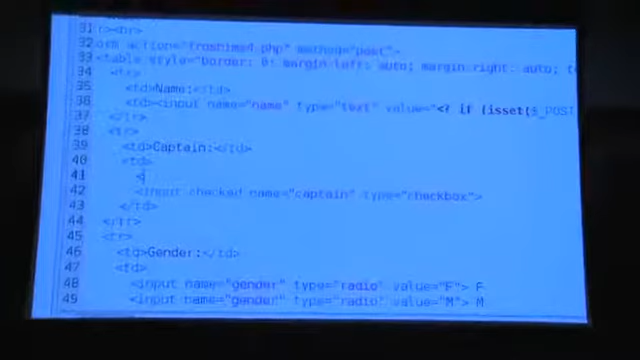 31 r><br>
32 orm action="froshims4.php" method="post">
33 <table style="border: 0; margin-left: auto; margin-right: auto;
34 <tr>
35 <td>Name:</td>
36 <td><input name="name" type="text" value="<? if (isset($_POST
37 </tr>
38 <tr>
39 <td>Captain:</td>
40 <td>
41 <
42 <input checked name="captain" type="checkbox">
43 </td>
44 </tr>
45 <tr>
46 <td>Gender:</td>
47 <td>
48 <input name="gender" type="radio" value="F"> F
49 <input name="gender" type="radio" value="M"> M